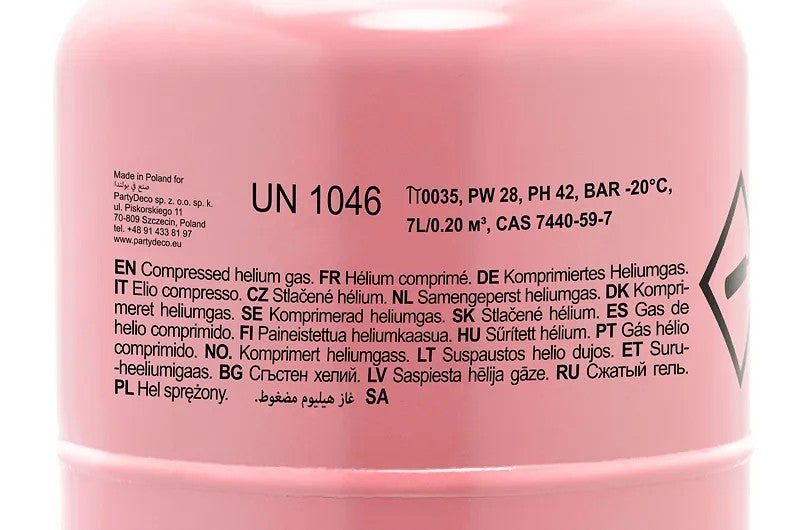 Made in Poland for
صنع في بولندا
PartyDeco sp. z. o.o. sp. k.
ul. Piskorskiego 11
70-809 Szczecin, Poland
tel. +48 91 433 81 97
www.partydeco.eu
UN 1046
π0035, PW 28, PH 42, BAR -20°C,
7L/0.20 м³, CAS 7440-59-7
EN Compressed helium gas. FR Hélium comprimé. DE Komprimiertes Heliumgas.
IT Elio compresso. CZ Stlačené hélium. NL Samengeperst heliumgas. DK Kompri-
meret heliumgas. SE Komprimerad heliumgas. SK Stlačené hélium. ES Gas de
helio comprimido. FI Paineistettua heliumkaasua. HU Sűrített hélium. PT Gás hélio
comprimido. NO. Komprimert heliumgass. LT Suspaustos helio dujos. ET Suru-
-heeliumigaas. BG Сгъстен хелий. LV Saspiesta hēlija gāze. RU Сжатый гель.
PL Hel sprężony. غاز هيليوم مضغوط. SA